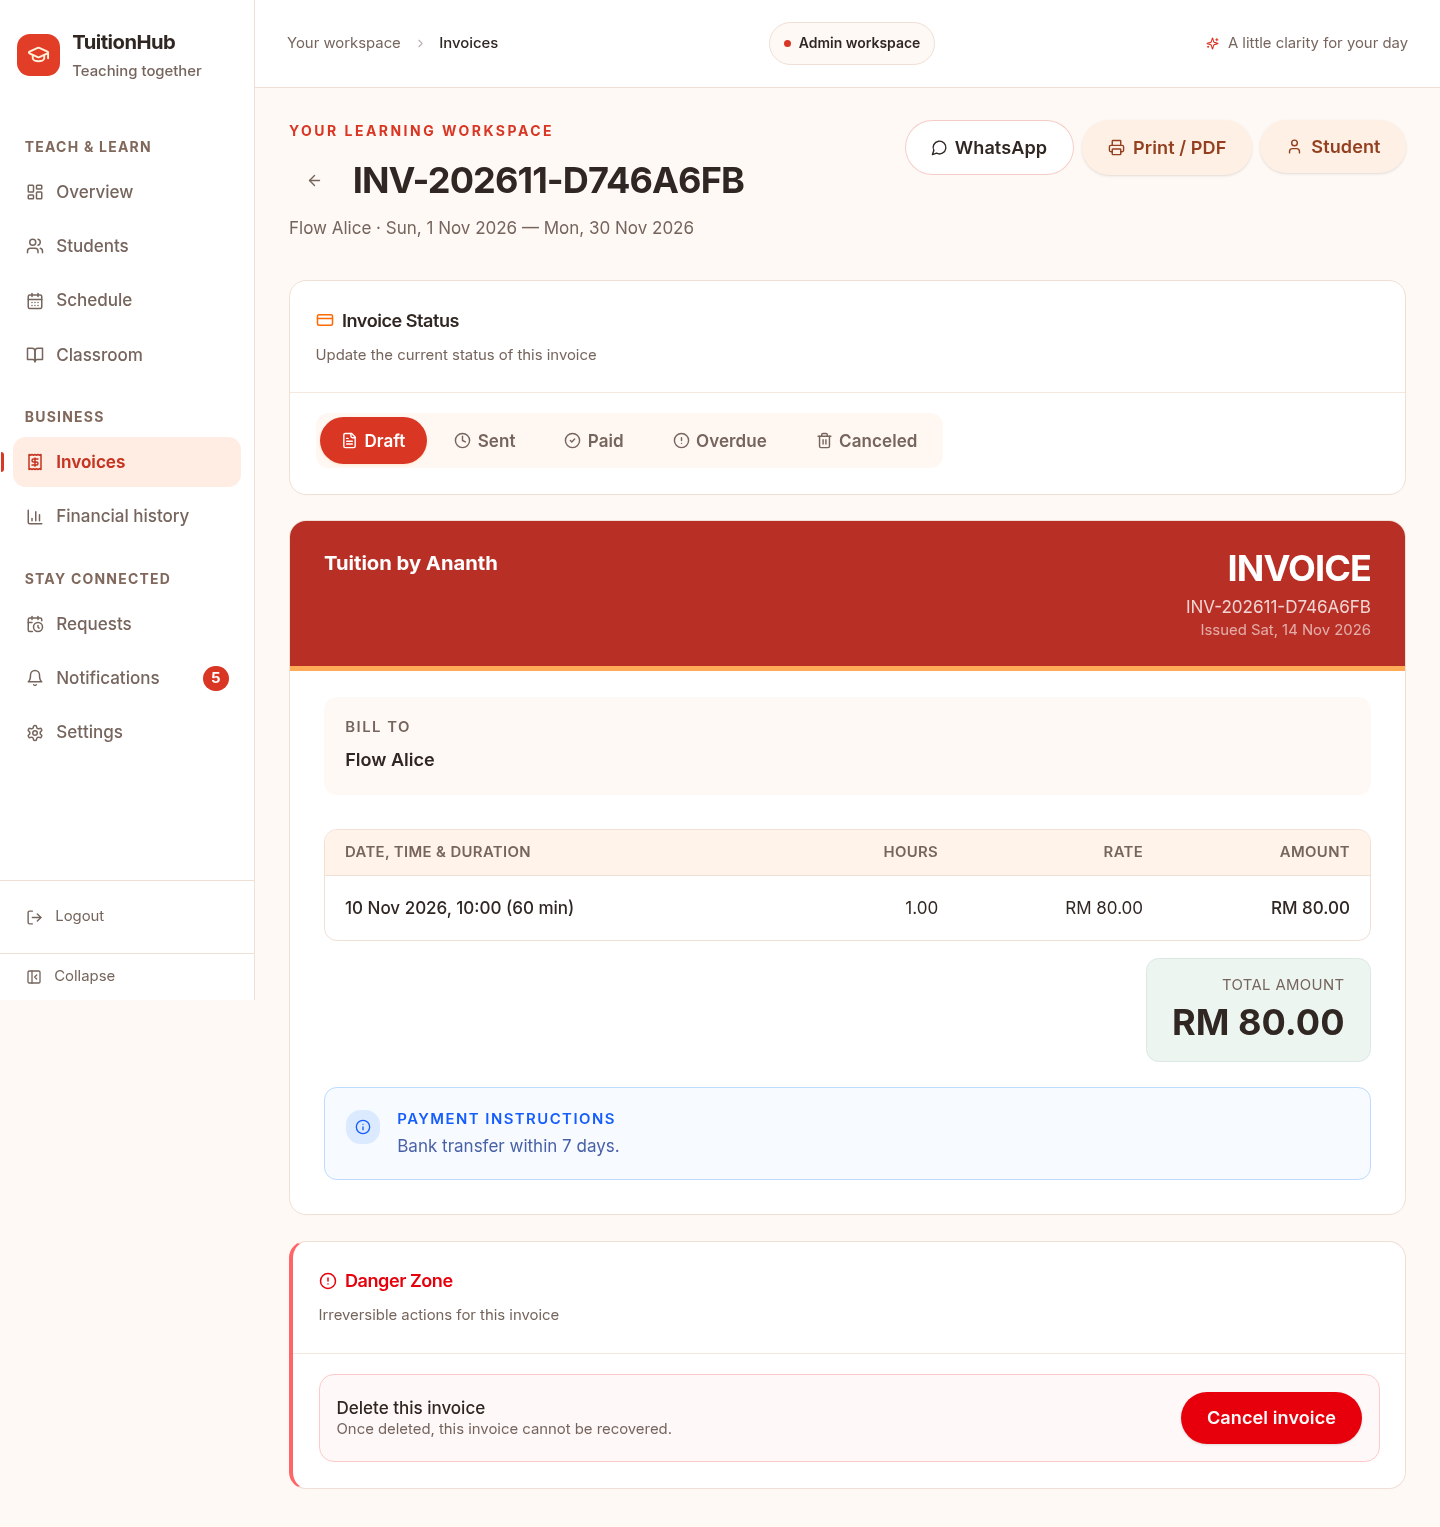 TuitionHub
Teaching together
TEACH & LEARN
Overview
Students
Schedule
Classroom
BUSINESS
Invoices
Financial history
STAY CONNECTED
Requests
Notifications 5
Settings
Logout
Collapse
Your workspace > Invoices
Admin workspace
A little clarity for your day
YOUR LEARNING WORKSPACE
INV-202611-D746A6FB
Flow Alice · Sun, 1 Nov 2026 — Mon, 30 Nov 2026
WhatsApp
Print / PDF
Student
Invoice Status
Update the current status of this invoice
Draft Sent Paid Overdue Canceled
Tuition by Ananth
INVOICE
INV-202611-D746A6FB
Issued Sat, 14 Nov 2026
BILL TO
Flow Alice
DATE, TIME & DURATION HOURS RATE AMOUNT
10 Nov 2026, 10:00 (60 min) 1.00 RM 80.00 RM 80.00
TOTAL AMOUNT
RM 80.00
PAYMENT INSTRUCTIONS
Bank transfer within 7 days.
Danger Zone
Irreversible actions for this invoice
Delete this invoice
Once deleted, this invoice cannot be recovered.
Cancel invoice